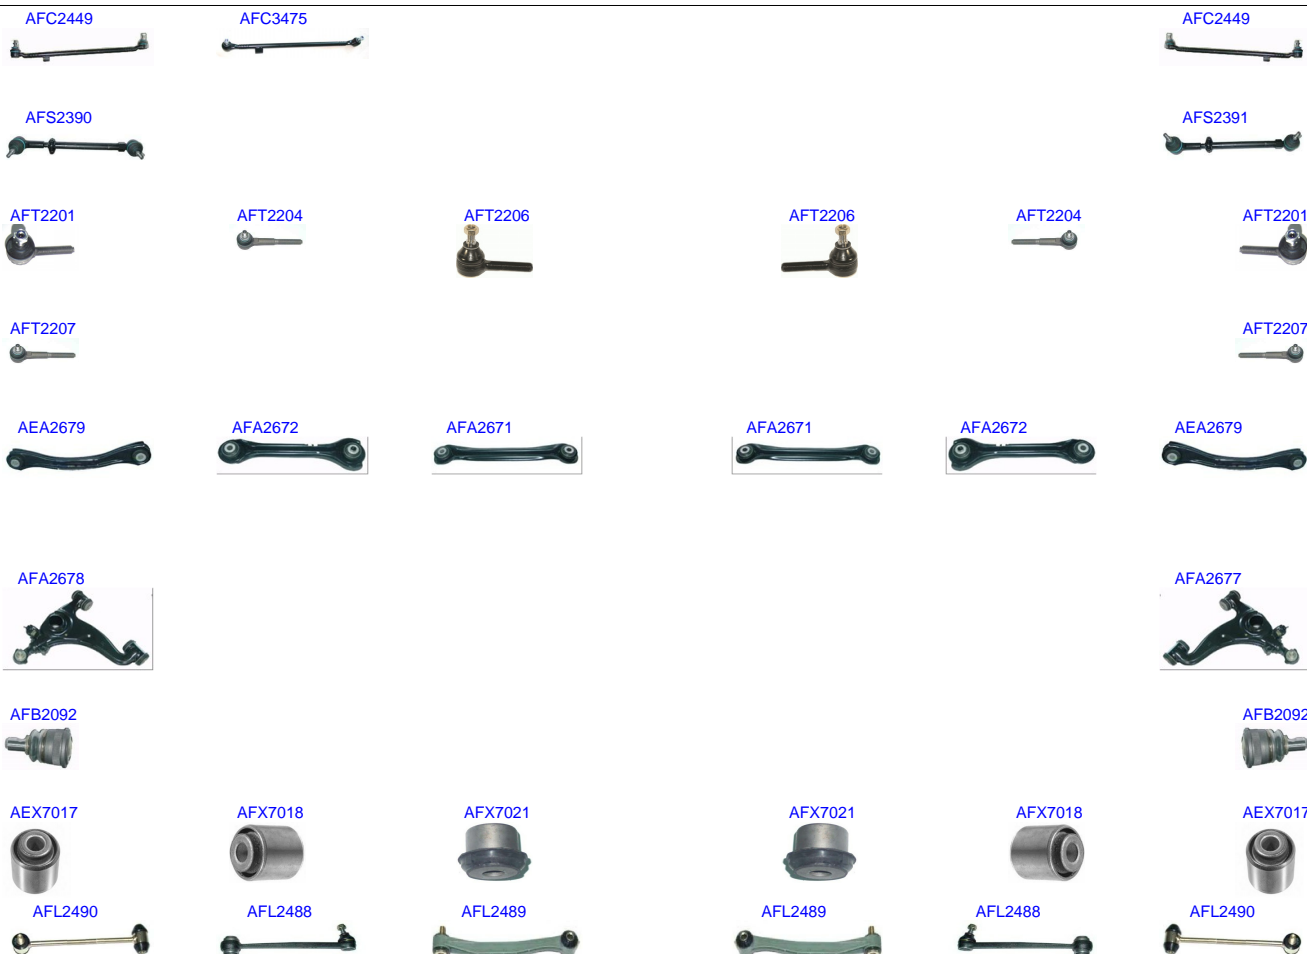 AFC2449 AFC3475 AFC2449
AFS2390 AFS2391
AFT2201 AFT2204 AFT2206 AFT2206 AFT2204 AFT2201
AFT2207 AFT2207
AEA2679 AFA2672 AFA2671 AFA2671 AFA2672 AEA2679
AFA2678 AFA2677
AFB2092 AFB2092
AEX7017 AFX7018 AFX7021 AFX7021 AFX7018 AEX7017
AFL2490 AFL2488 AFL2489 AFL2489 AFL2488 AFL2490